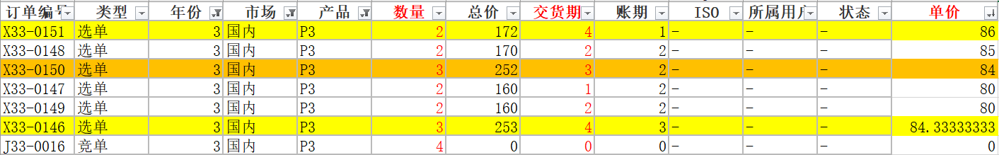 订单编号 类型 年份 市场 产品 数量 总价 交货期 账期 ISO 所属用户 状态 单价
X33-0151 选单 3 国内 P3 2 172 4 1 - - - 86
X33-0148 选单 3 国内 P3 2 170 2 2 - - - 85
X33-0150 选单 3 国内 P3 3 252 3 2 - - - 84
X33-0147 选单 3 国内 P3 2 160 1 2 - - - 80
X33-0149 选单 3 国内 P3 2 160 2 2 - - - 80
X33-0146 选单 3 国内 P3 3 253 4 3 - - - 84.33333333
J33-0016 竞单 3 国内 P3 4 0 0 0 - - - 0